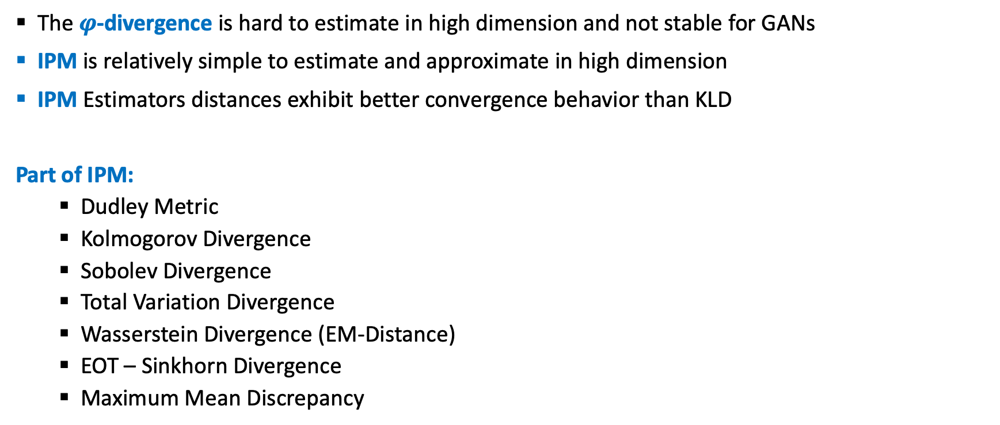 ▪ The φ-divergence is hard to estimate in high dimension and not stable for GANs
▪ IPM is relatively simple to estimate and approximate in high dimension
▪ IPM Estimators distances exhibit better convergence behavior than KLD
Part of IPM:
▪ Dudley Metric
▪ Kolmogorov Divergence
▪ Sobolev Divergence
▪ Total Variation Divergence
▪ Wasserstein Divergence (EM-Distance)
▪ EOT – Sinkhorn Divergence
▪ Maximum Mean Discrepancy